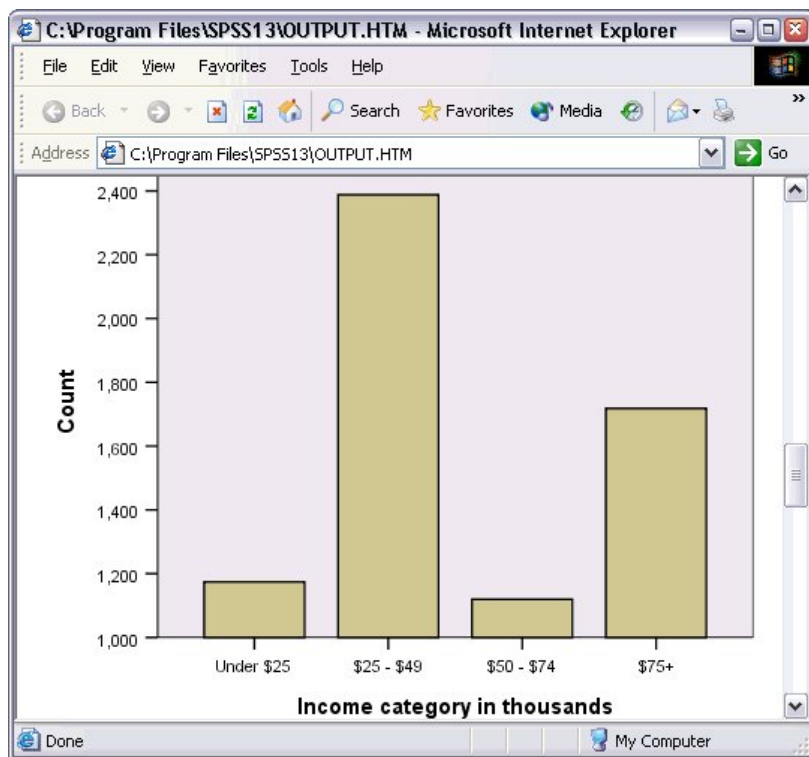 C:\Program Files\SPSS13\OUTPUT.HTM - Microsoft Internet Explorer
File Edit View Favorites Tools Help
Back Search Favorites Media »
Address C:\Program Files\SPSS13\OUTPUT.HTM Go
2,400
2,200
2,000
1,800
1,600
1,400
1,200
1,000
Count
Under $25 $25 - $49 $50 - $74 $75+
Income category in thousands
Done My Computer